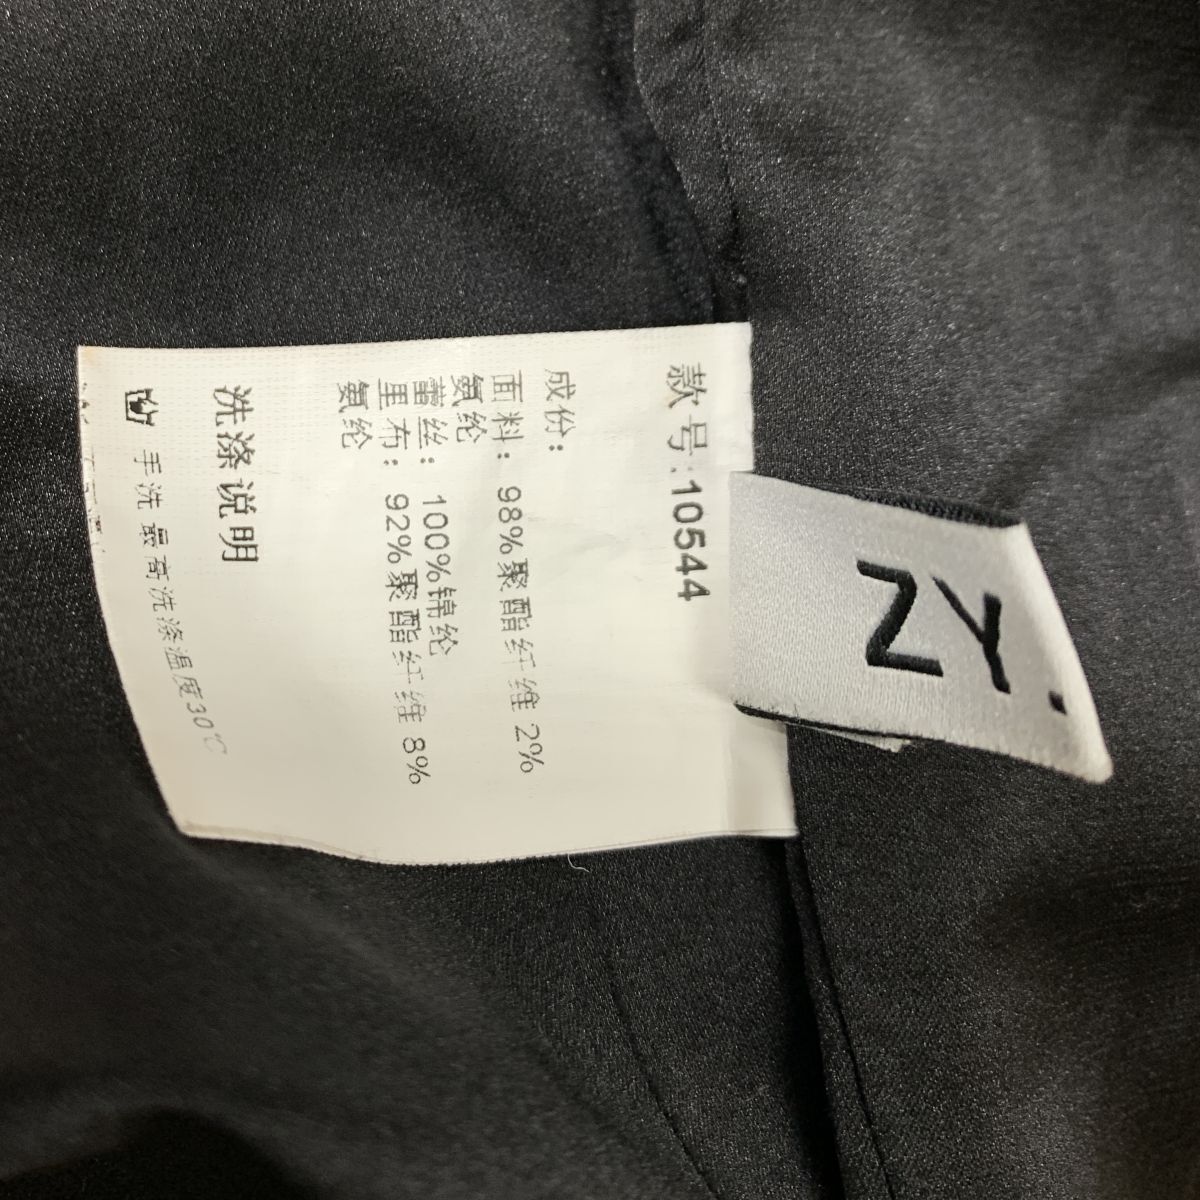 款号:10544
成份:
面料: 98%聚酯纤维 2%
氨纶
蕾丝: 100%锦纶
里布: 92%聚酯纤维 8%
氨纶
洗涤说明
手洗 最高洗涤温度30℃
ZY.